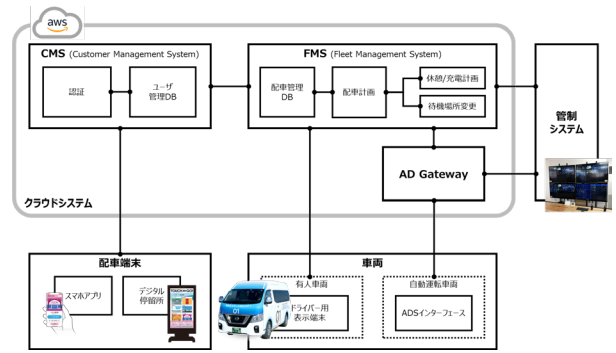 aws
CMS (Customer Management System)
認証
ユーザ
管理DB
FMS (Fleet Management System)
配車管理
DB
配車計画
休憩/充電計画
待機場所変更
管制
システム
AD Gateway
クラウドシステム
配車端末
スマホアプリ
デジタル
停留所
車両
有人車両
ドライバー用
表示端末
自動運転車両
ADSインターフェース
01